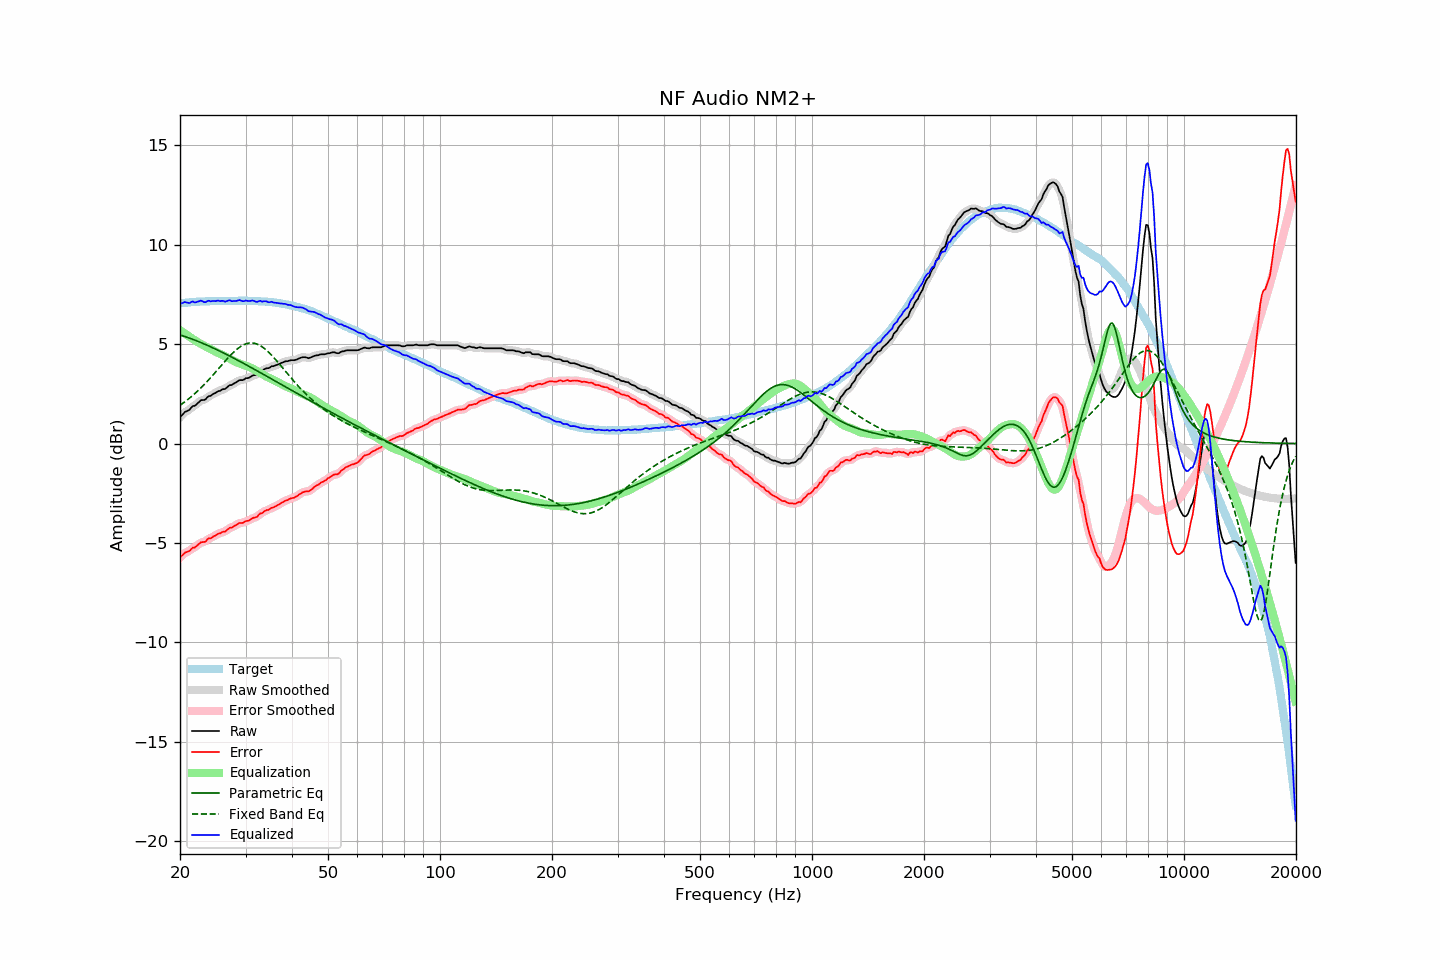 NF Audio NM2+
15
10
5
0
−5
−10
−15
−20
Amplitude (dBr)
Target
Raw Smoothed
Error Smoothed
Raw
Error
Equalization
Parametric Eq
Fixed Band Eq
Equalized
20 50 100 200 500 1000 2000 5000 10000 20000
Frequency (Hz)